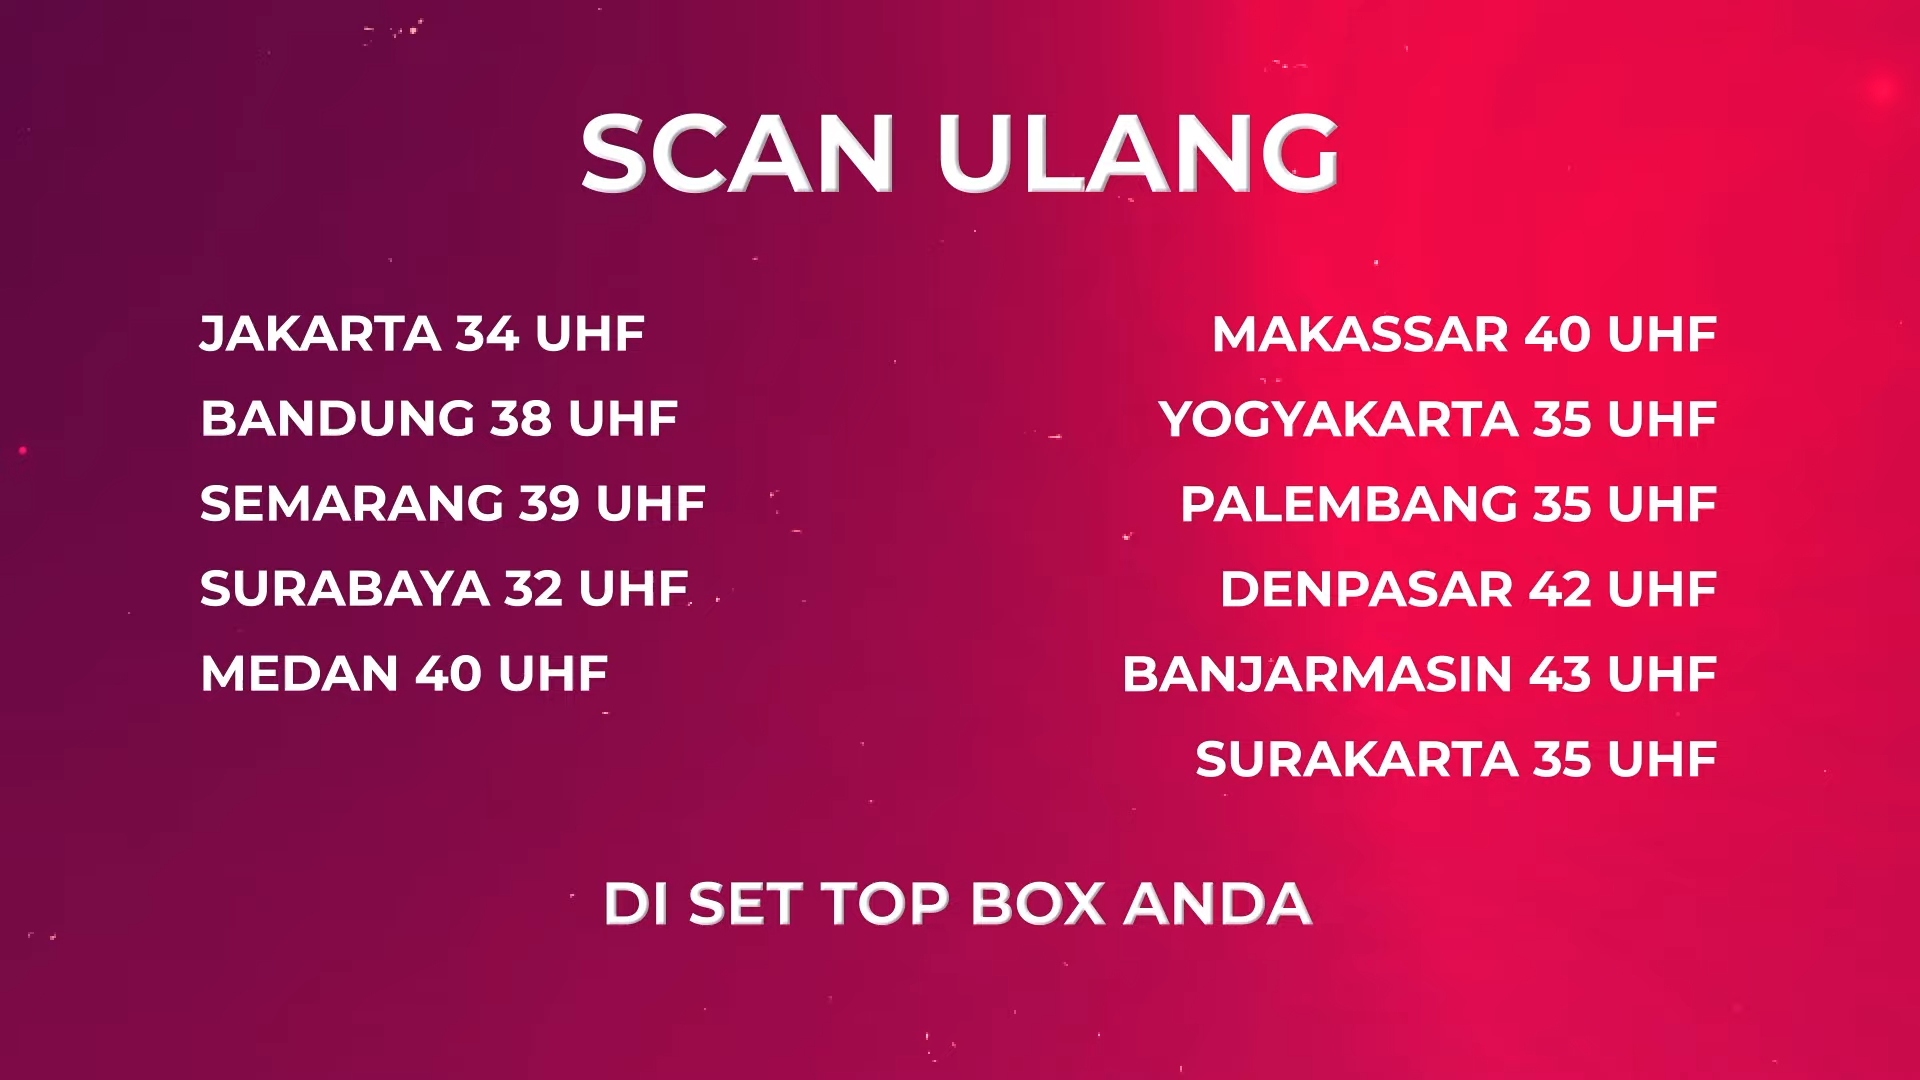 SCAN ULANG
JAKARTA 34 UHF
BANDUNG 38 UHF
SEMARANG 39 UHF
SURABAYA 32 UHF
MEDAN 40 UHF
MAKASSAR 40 UHF
YOGYAKARTA 35 UHF
PALEMBANG 35 UHF
DENPASAR 42 UHF
BANJARMASIN 43 UHF
SURAKARTA 35 UHF
DI SET TOP BOX ANDA